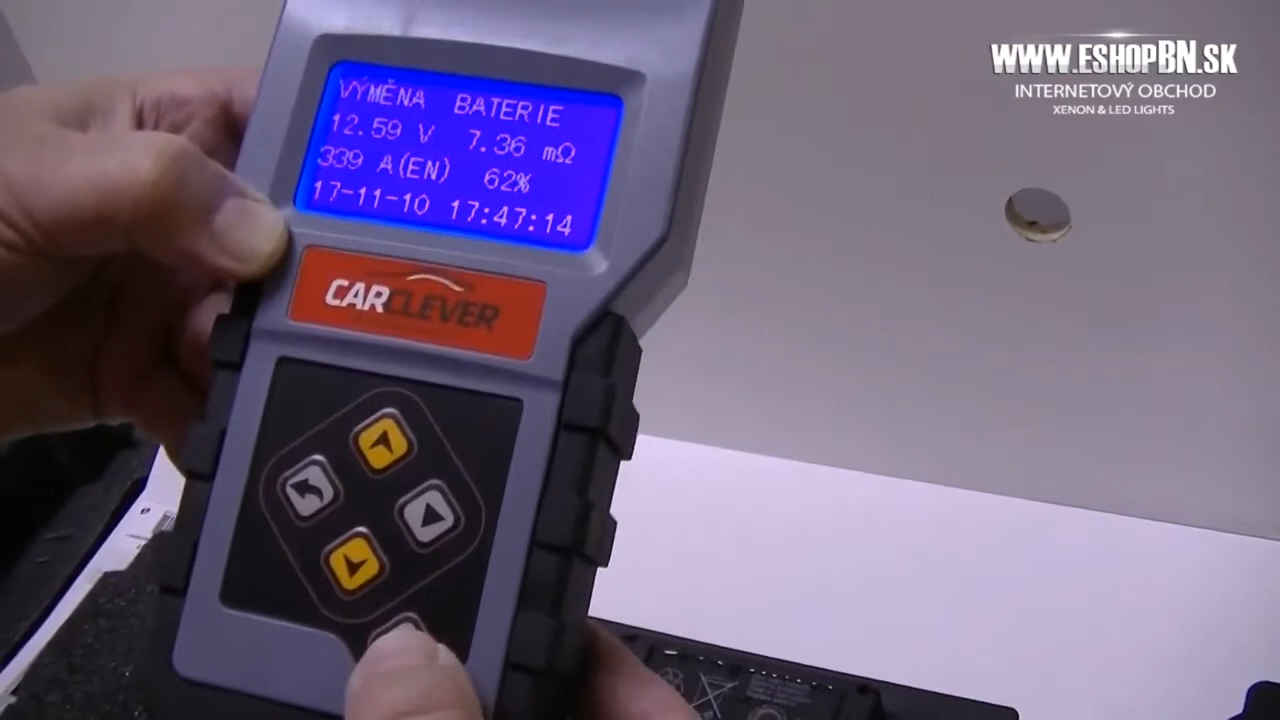 WWW.ESHOPBN.SK
INTERNETOVÝ OBCHOD
XENON & LED LIGHTS
VÝMĚNA BATERIE
12.59 V 7.36 mΩ
339 A(EN) 62%
17-11-10 17:47:14
CARCLEVER